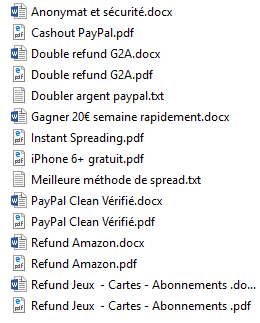 Anonymat et sécurité.docx
Cashout PayPal.pdf
Double refund G2A.docx
Double refund G2A.pdf
Doubler argent paypal.txt
Gagner 20€ semaine rapidement.docx
Instant Spreading.pdf
iPhone 6+ gratuit.pdf
Meilleure méthode de spread.txt
PayPal Clean Vérifié.docx
PayPal Clean Vérifié.pdf
Refund Amazon.docx
Refund Amazon.pdf
Refund Jeux - Cartes - Abonnements .do...
Refund Jeux - Cartes - Abonnements .pdf